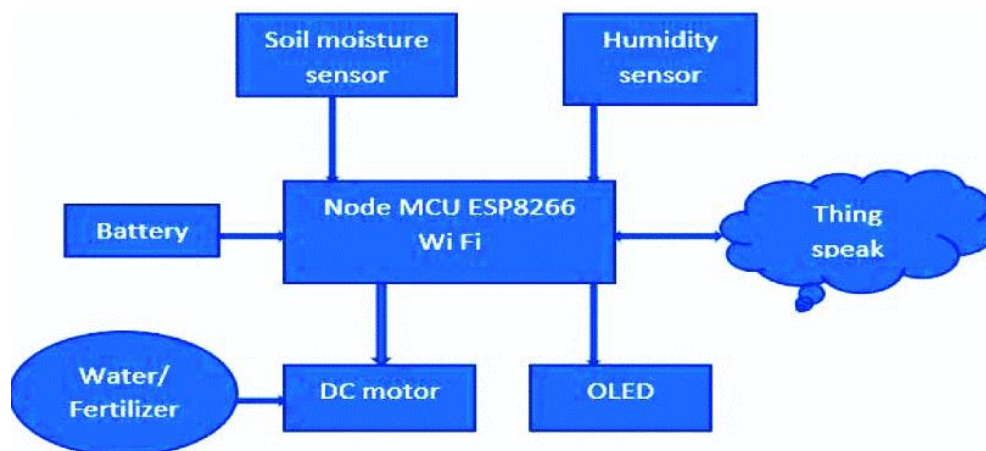 Soil moisture
sensor
Humidity
sensor
Node MCU ESP8266
Wi Fi
Battery
Thing
speak
Water/
Fertilizer
DC motor
OLED